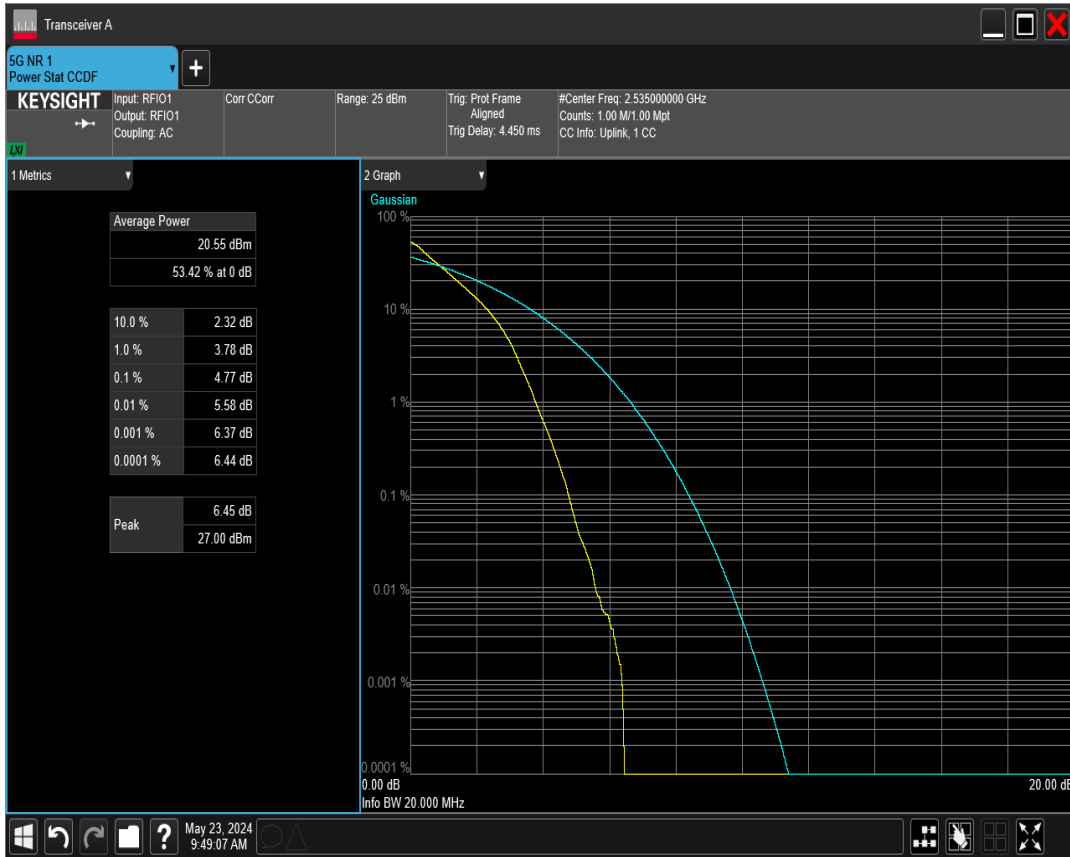 Transceiver A
5G NR 1
Power Stat CCDF
+
KEYSIGHT
LXI
Input: RFIO1
Output: RFIO1
Coupling: AC
Corr CCorr
Range: 25 dBm
Trig: Prot Frame
Aligned
Trig Delay: 4.450 ms
#Center Freq: 2.535000000 GHz
Counts: 1.00 M/1.00 Mpt
CC Info: Uplink, 1 CC
1 Metrics
Average Power
20.55 dBm
53.42 % at 0 dB
10.0 % 2.32 dB
1.0 % 3.78 dB
0.1 % 4.77 dB
0.01 % 5.58 dB
0.001 % 6.37 dB
0.0001 % 6.44 dB
Peak
6.45 dB
27.00 dBm
2 Graph
Gaussian
100 %
10 %
1 %
0.1 %
0.01 %
0.001 %
0.0001 %
0.00 dB 20.00 dB
Info BW 20.000 MHz
?
May 23, 2024
9:49:07 AM